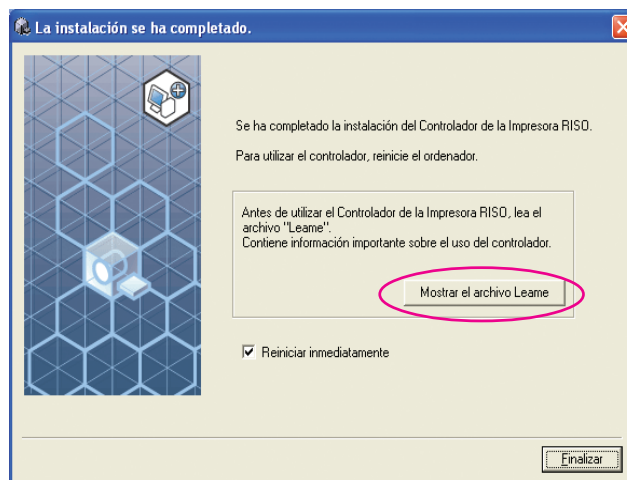 La instalación se ha completado.
Se ha completado la instalación del Controlador de la Impresora RISO.
Para utilizar el controlador, reinicie el ordenador.
Antes de utilizar el Controlador de la Impresora RISO, lea el
archivo "Leame".
Contiene información importante sobre el uso del controlador.
Mostrar el archivo Leame
Reiniciar inmediatamente
Finalizar